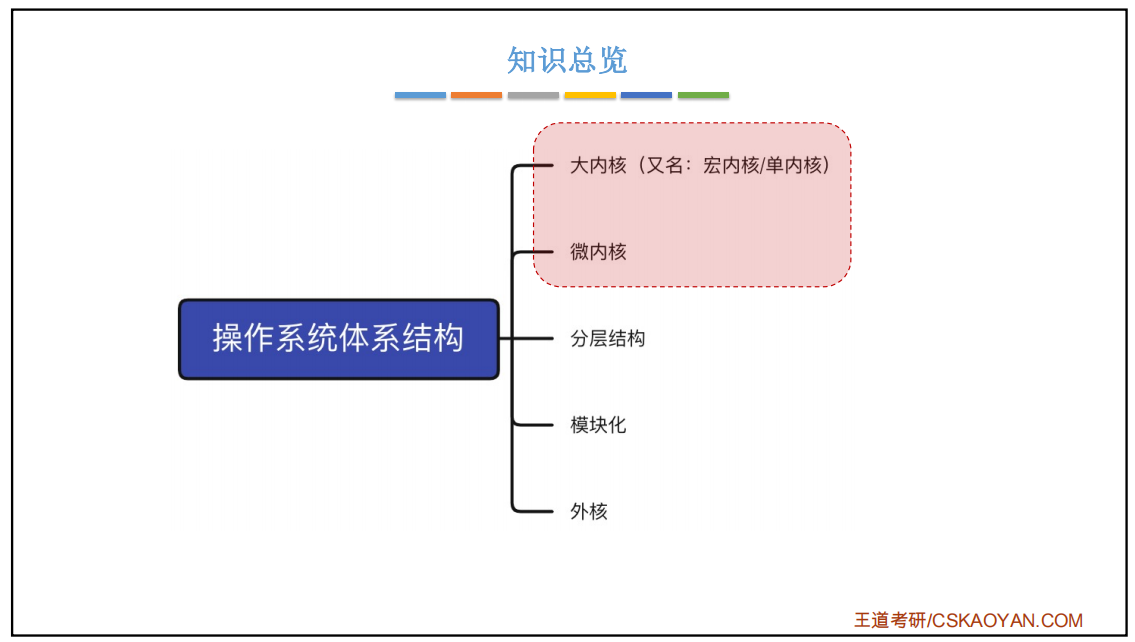 知识总览
大内核（又名：宏内核/单内核）
微内核
操作系统体系结构
分层结构
模块化
外核
王道考研/CSKAOYAN.COM